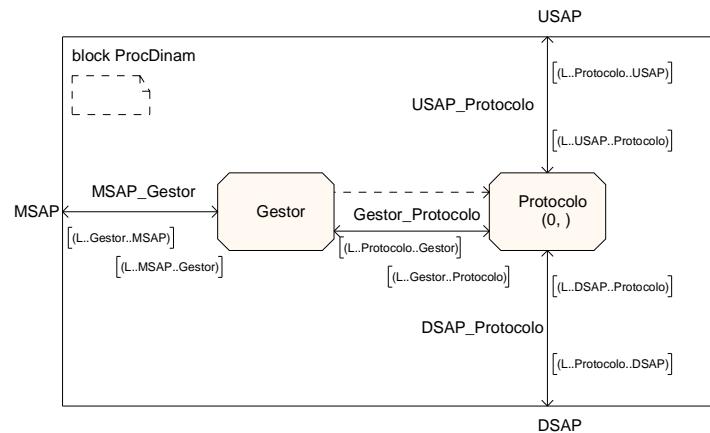 USAP
block ProcDinam
[(L..Protocolo..USAP)]
USAP_Protocolo
[(L..USAP..Protocolo)]
MSAP
MSAP_Gestor
Gestor
Gestor_Protocolo
Protocolo
(0, )
[(L..Gestor..MSAP)]
[(L..MSAP..Gestor)]
[(L..Protocolo..Gestor)]
[(L..Gestor..Protocolo)]
[(L..DSAP..Protocolo)]
DSAP_Protocolo
[(L..Protocolo..DSAP)]
DSAP